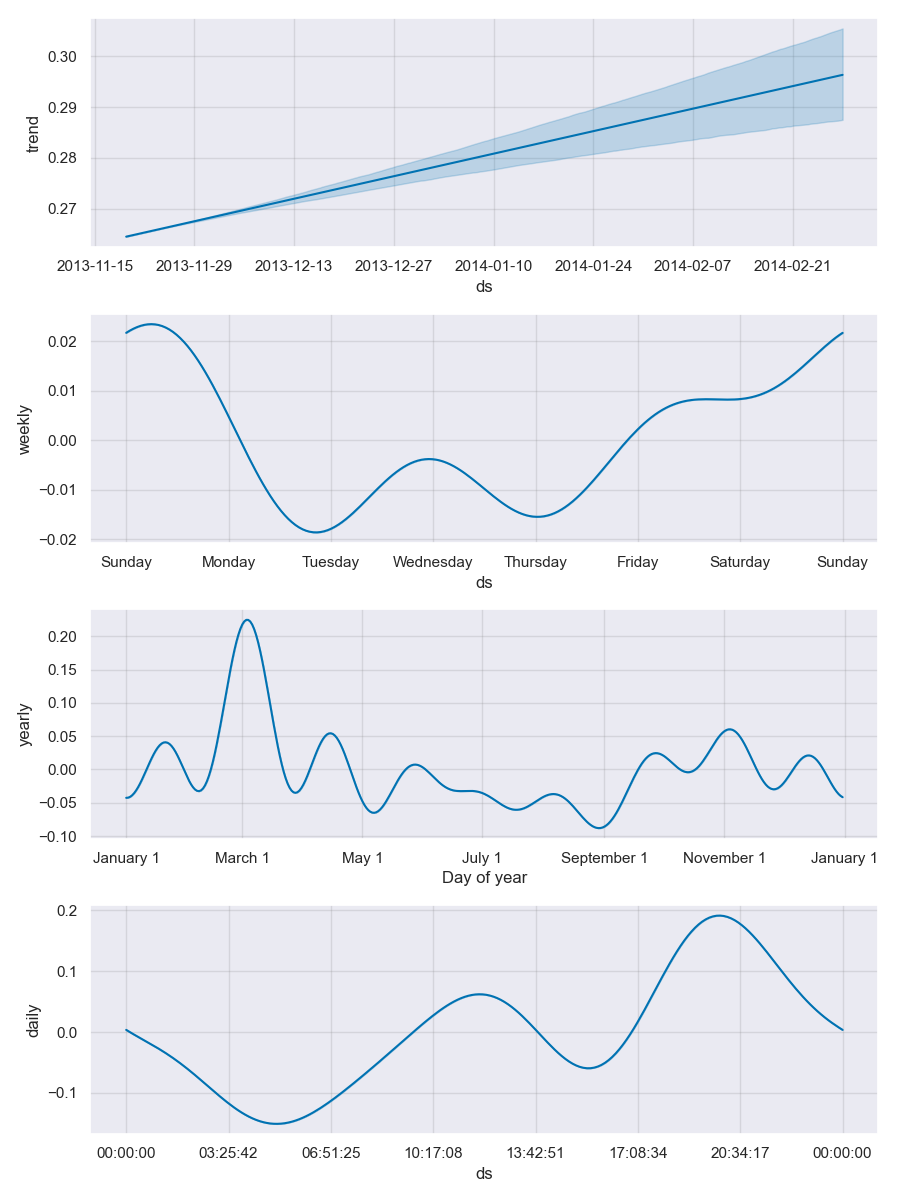 0.30
0.29
0.28
0.27
trend
2013-11-15 2013-11-29 2013-12-13 2013-12-27 2014-01-10 2014-01-24 2014-02-07 2014-02-21
ds
0.02
0.01
0.00
−0.01
−0.02
weekly
Sunday Monday Tuesday Wednesday Thursday Friday Saturday Sunday
ds
0.20
0.15
0.10
0.05
0.00
−0.05
−0.10
yearly
January 1 March 1 May 1 July 1 September 1 November 1 January 1
Day of year
0.2
0.1
0.0
−0.1
daily
00:00:00 03:25:42 06:51:25 10:17:08 13:42:51 17:08:34 20:34:17 00:00:00
ds